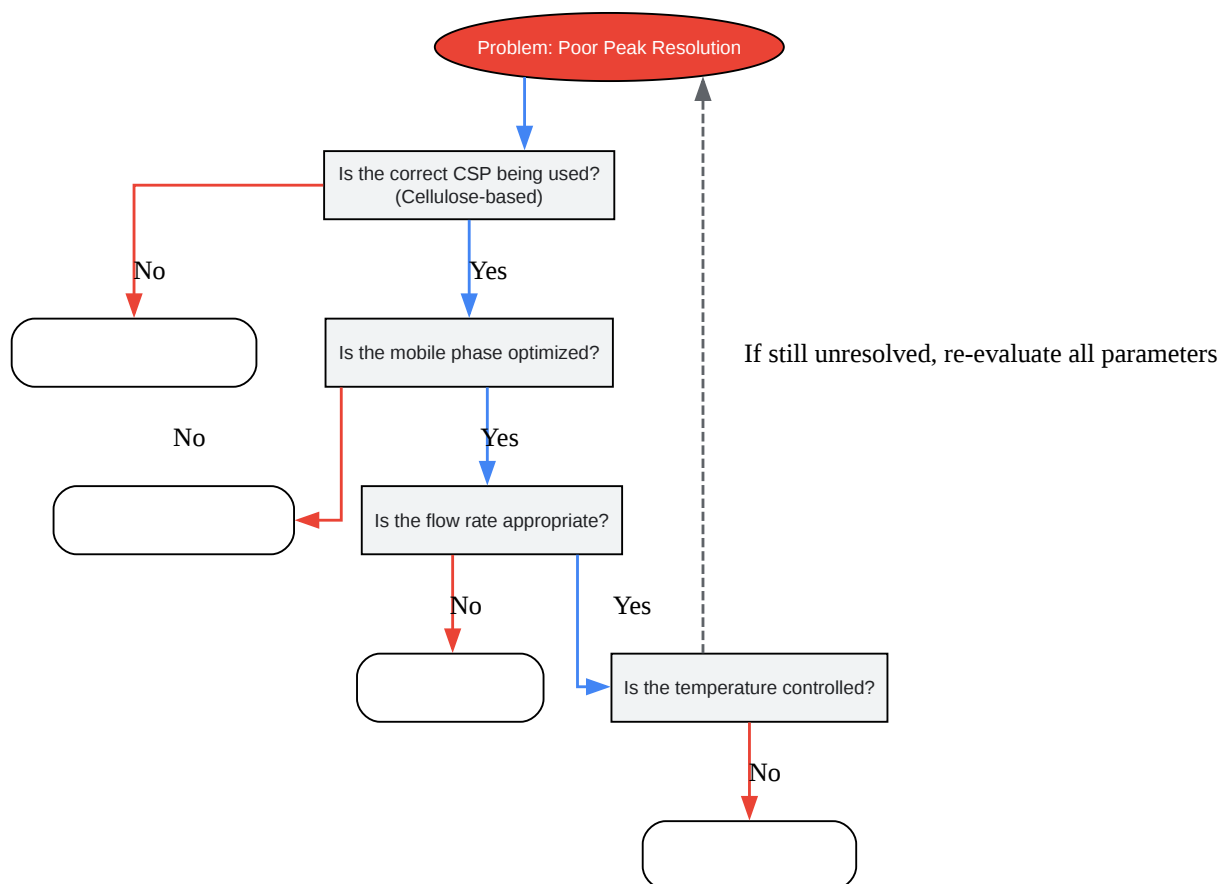 Problem: Poor Peak Resolution
Is the correct CSP being used?
(Cellulose-based)
No
Yes
Is the mobile phase optimized?
If still unresolved, re-evaluate all parameters
No
Yes
Is the flow rate appropriate?
No
Yes
Is the temperature controlled?
No